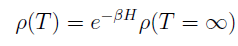 ρ(T) = e^{−βH}ρ(T = ∞)